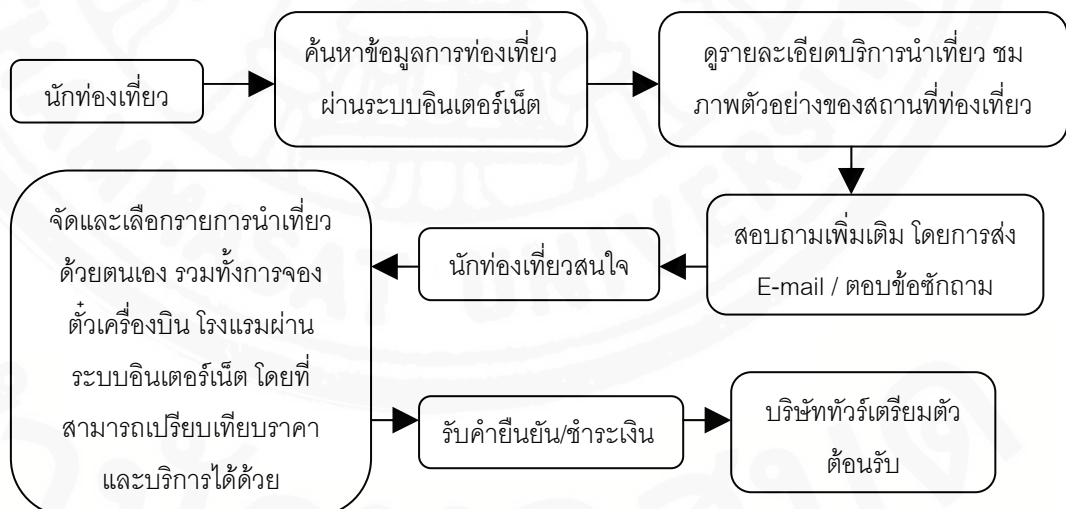 นักท่องเที่ยว
ค้นหาข้อมูลการท่องเที่ยว
ผ่านระบบอินเตอร์เน็ต
ดูรายละเอียดบริการนำเที่ยว ชม
ภาพตัวอย่างของสถานที่ท่องเที่ยว
สอบถามเพิ่มเติม โดยการส่ง
E-mail / ตอบข้อซักถาม
นักท่องเที่ยวสนใจ
จัดและเลือกรายการนำเที่ยว
ด้วยตนเอง รวมทั้งการจอง
ตั๋วเครื่องบิน โรงแรมผ่าน
ระบบอินเตอร์เน็ต โดยที่
สามารถเปรียบเทียบราคา
และบริการได้ด้วย
รับคำยืนยัน/ชำระเงิน
บริษัททัวร์เตรียมตัว
ต้อนรับ